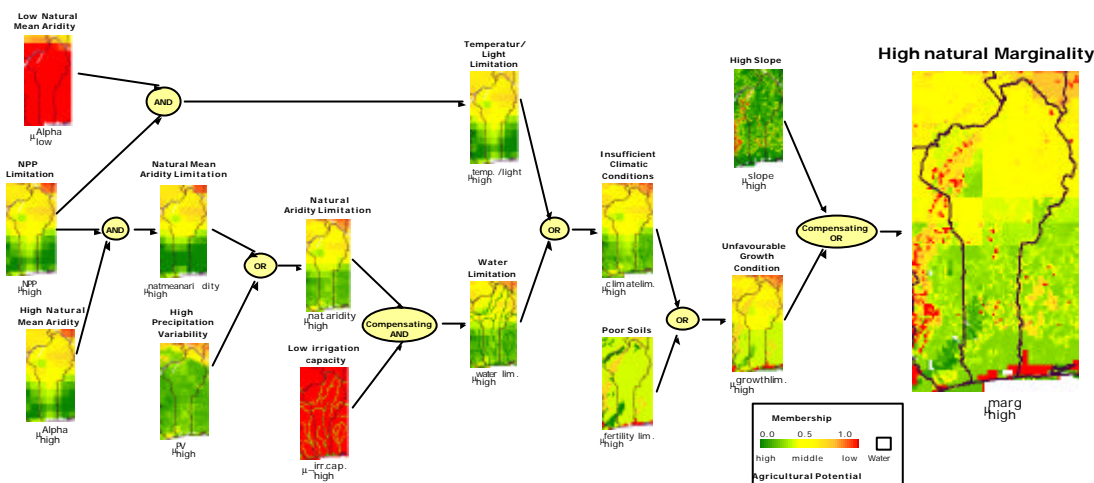 Low Natural
Mean Aridity
μAlpha
low
AND
NPP
Limitation
μNPP
high
AND
High Natural
Mean Aridity
μAlpha
high
Natural Mean
Aridity Limitation
μnatmeanari dity
high
OR
High
Precipitation
Variability
μPV
high
Natural
Aridity Limitation
μnat aridity
high
Low irrigation
capacity
μ¬irr.cap.
high
Compensating
AND
Temperatur/
Light
Limitation
μtemp. /light
high
Water
Limitation
μwater lim.
high
OR
Insufficient
Climatic
Conditions
μclimatelim.
high
Poor Soils
μfertility lim.
high
OR
High Slope
μslope
high
Unfavourable
Growth
Condition
μgrowthlim.
high
Compensating
OR
High natural Marginality
μmarg
high
Membership
0.0 0.5 1.0
high middle low Water
Agricultural Potential